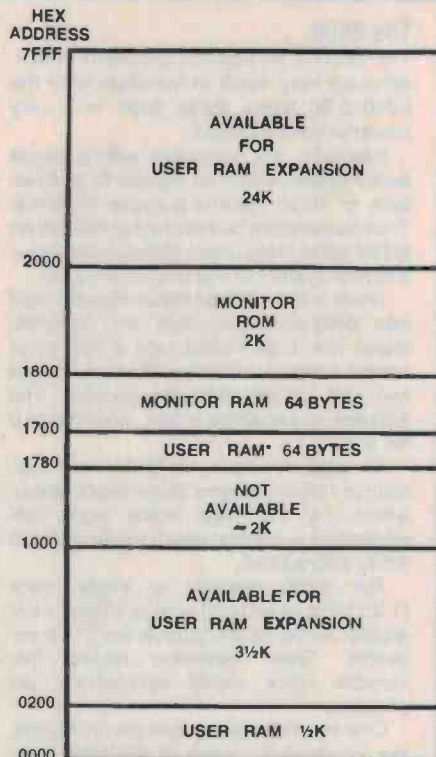 HEX
ADDRESS
7FFF
AVAILABLE
FOR
USER RAM EXPANSION
24K
2000
MONITOR
ROM
2K
1800
MONITOR RAM 64 BYTES
1700
USER RAM* 64 BYTES
1780
NOT
AVAILABLE
~2K
1000
AVAILABLE FOR
USER RAM EXPANSION
3½K
0200
USER RAM ½K
0000